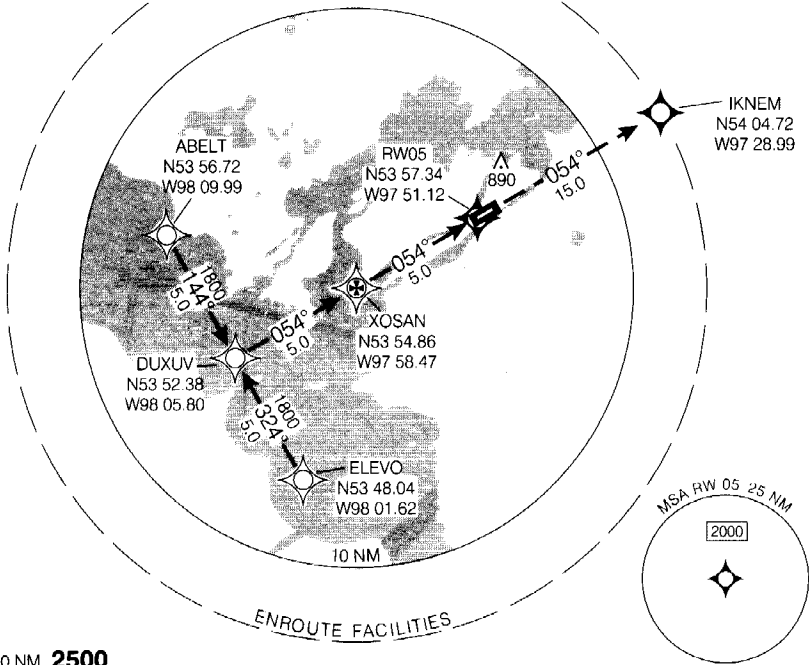 IKNEM
N54 04.72
W97 28.99
ABELT
N53 56.72
W98 09.99
RW05
N53 57.34
W97 51.12
890
054°
15.0
054°
5.0
1800
144°
5.0
XOSAN
N53 54.86
W97 58.47
054°
5.0
DUXUV
N53 52.38
W98 05.80
1800
324°
5.0
ELEVO
N53 48.04
W98 01.62
10 NM
MSA RW 05 25 NM
2000
ENROUTE FACILITIES
0 NM 2500